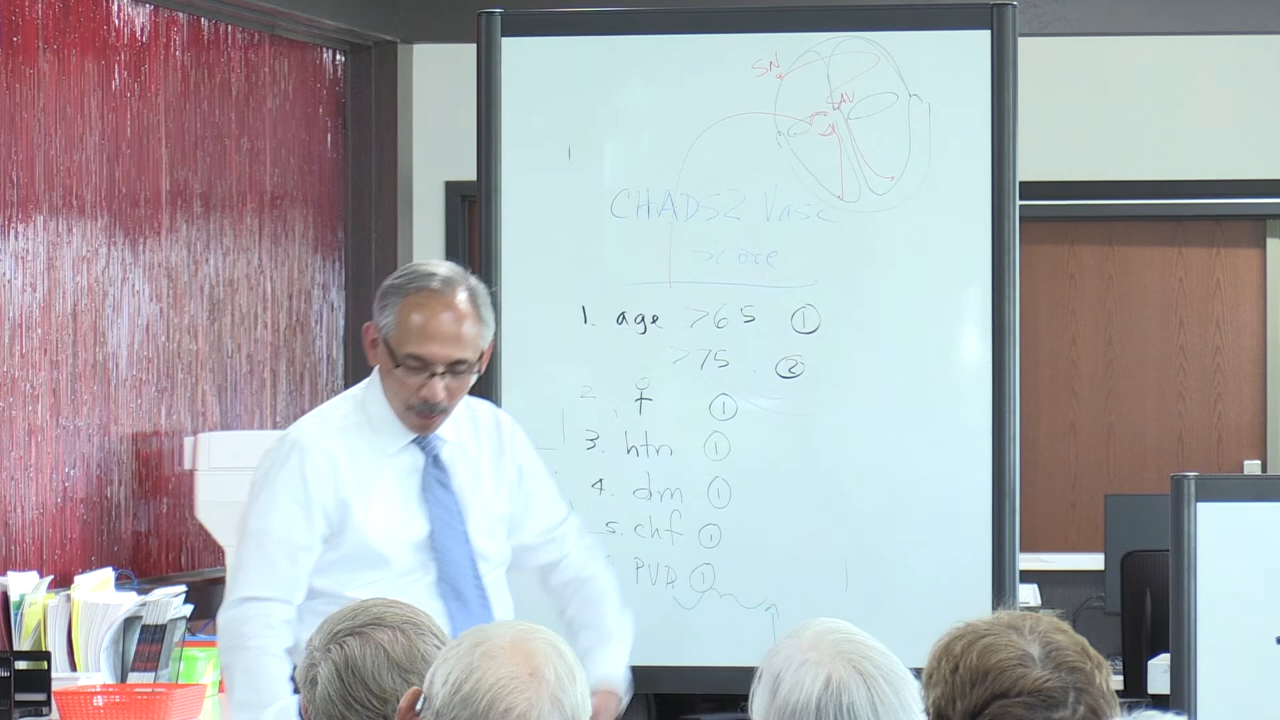 SN
AV
CHADS2 Vasc
score
1. age >65 ①
>75 ②
2. ♀ ①
3. htn ①
4. dm ①
5. chf ①
PVD ①